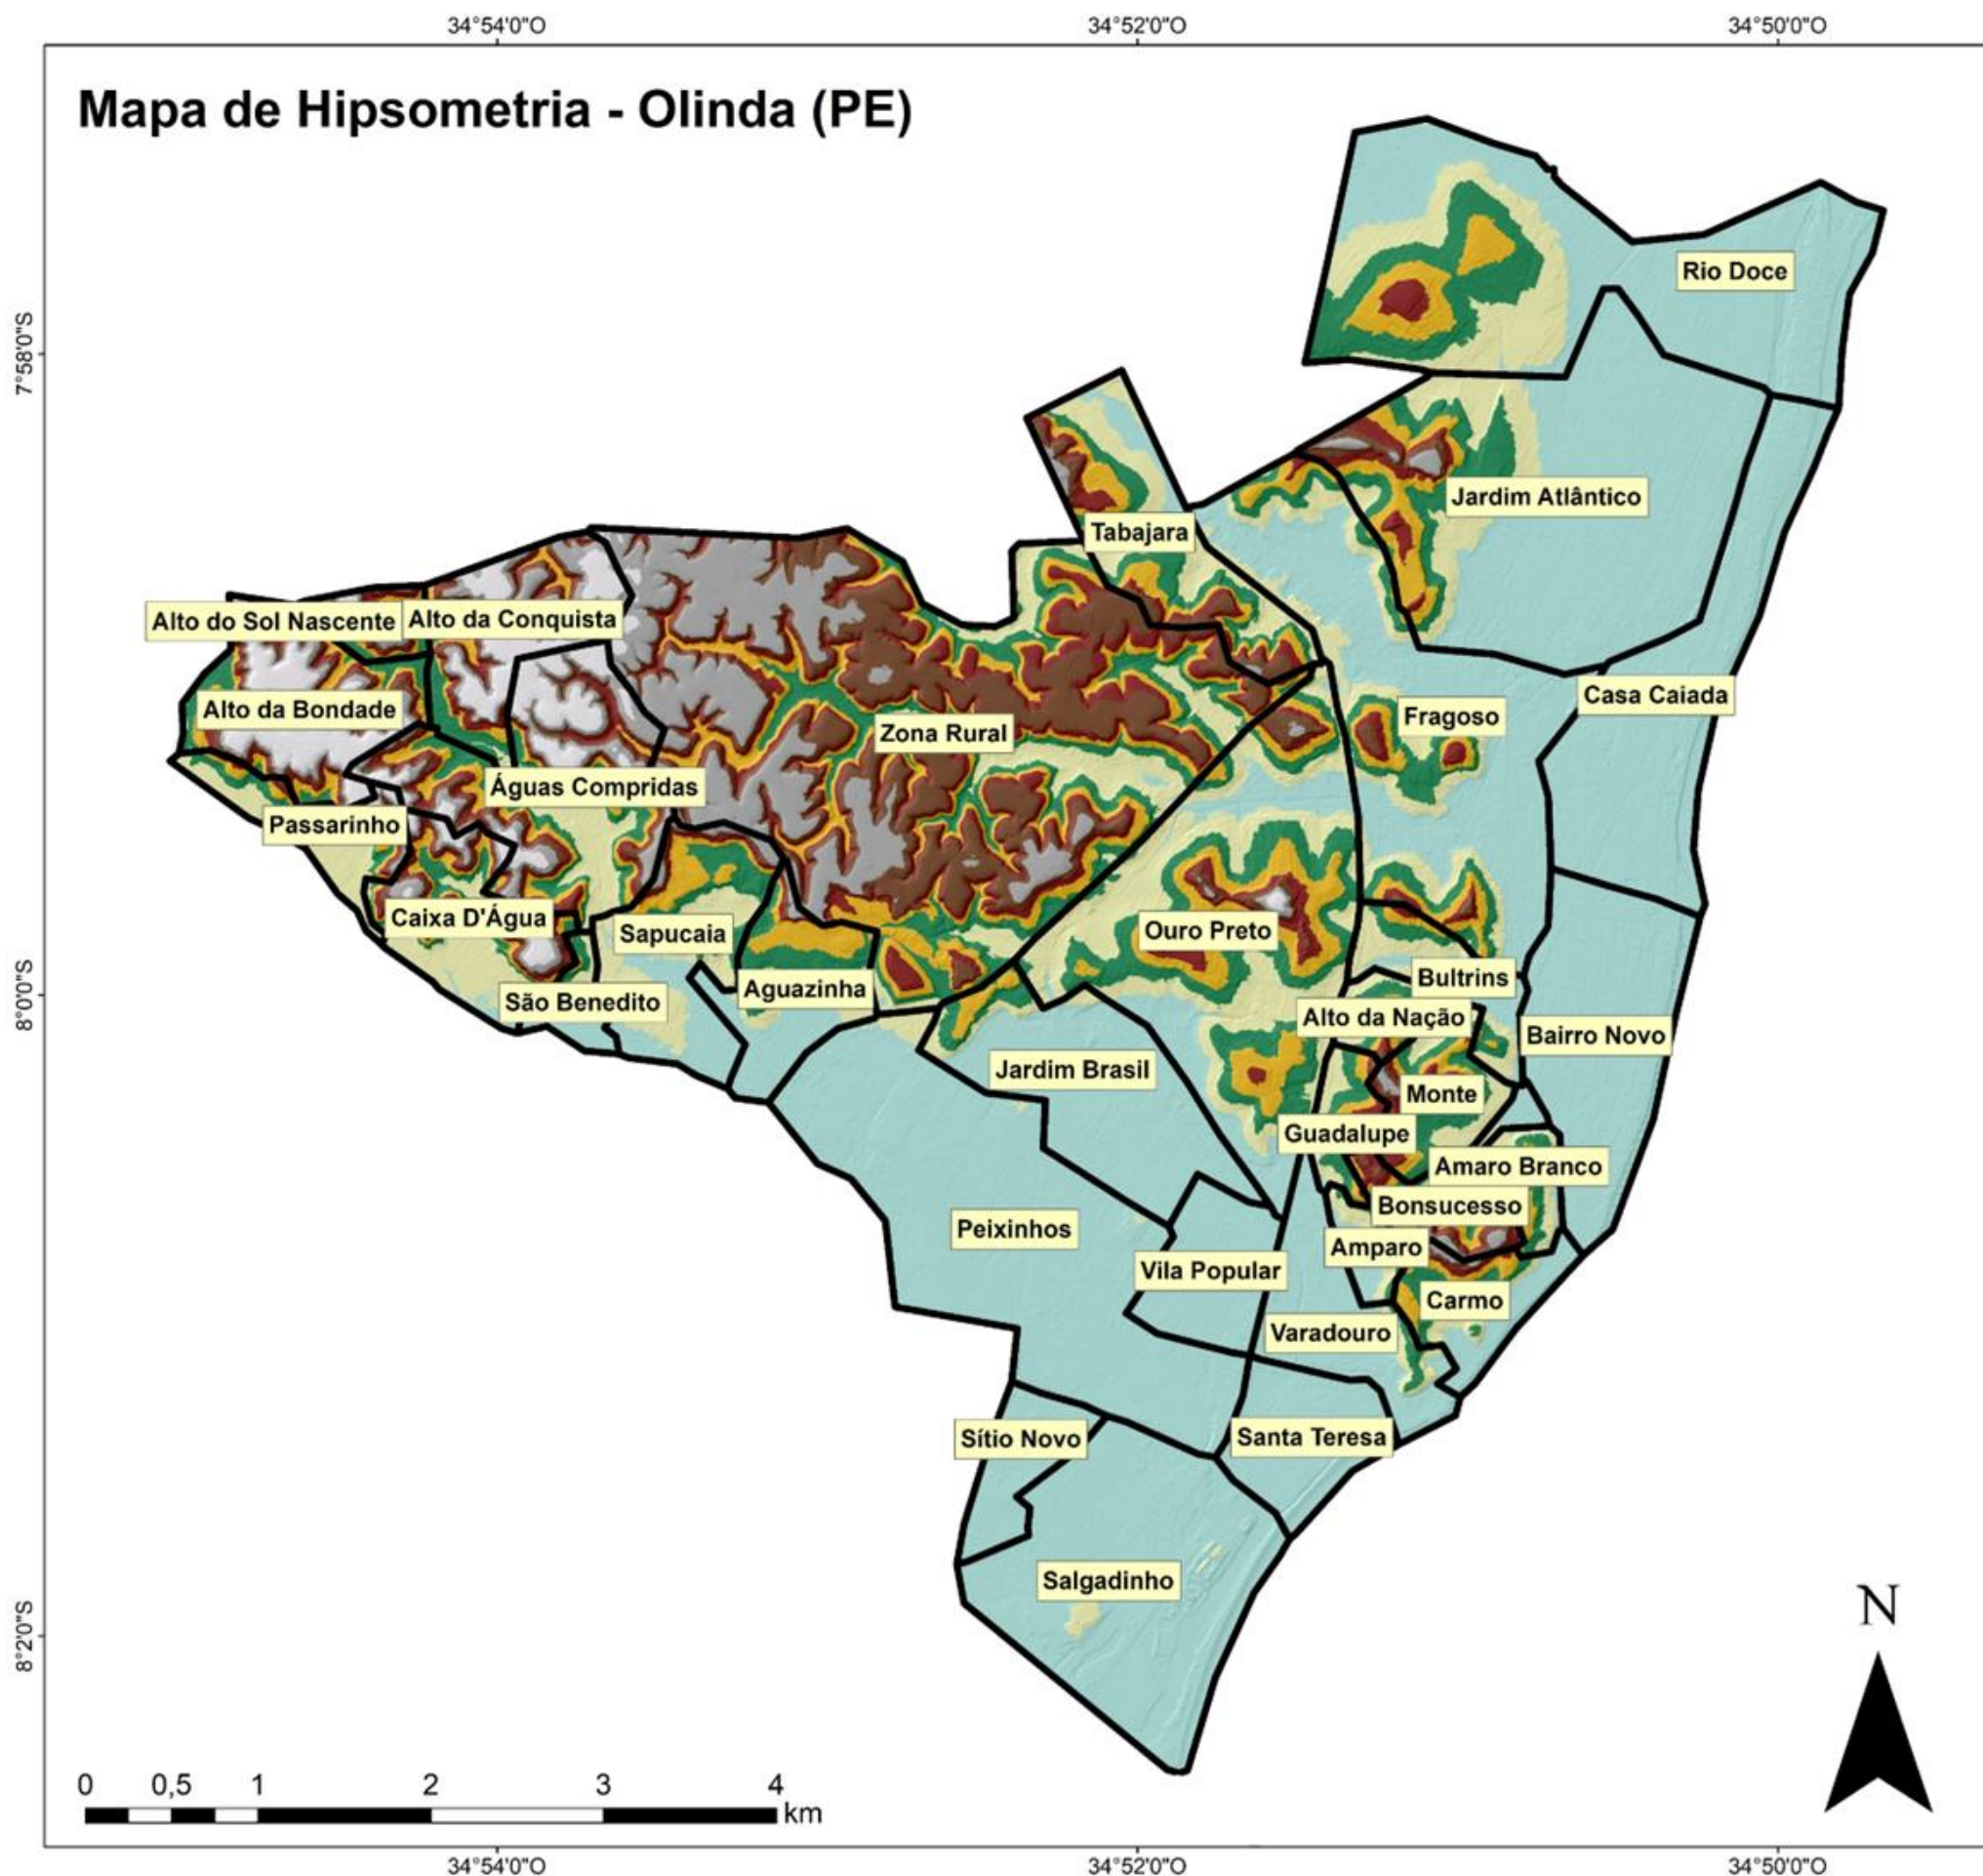 34°54'0"O
34°52'0"O
34°50'0"O
Mapa de Hipsometria - Olinda (PE)
Rio Doce
7°58'0"S
Jardim Atlântico
Tabajara
Alto do Sol Nascente
Alto da Conquista
Casa Caiada
Alto da Bondade
Fragoso
Zona Rural
Águas Compridas
Passarinho
Caixa D'Água
Sapucaia
Ouro Preto
Bultrins
Aguazinha
São Benedito
8°0'0"S
Alto da Nação
Bairro Novo
Jardim Brasil
Monte
Guadalupe
Amaro Branco
Bonsucesso
Peixinhos
Amparo
Vila Popular
Carmo
Varadouro
Sítio Novo
Santa Teresa
Salgadinho
N
8°2'0"S
0 0,5 1 2 3 4
km
34°54'0"O
34°52'0"O
34°50'0"O